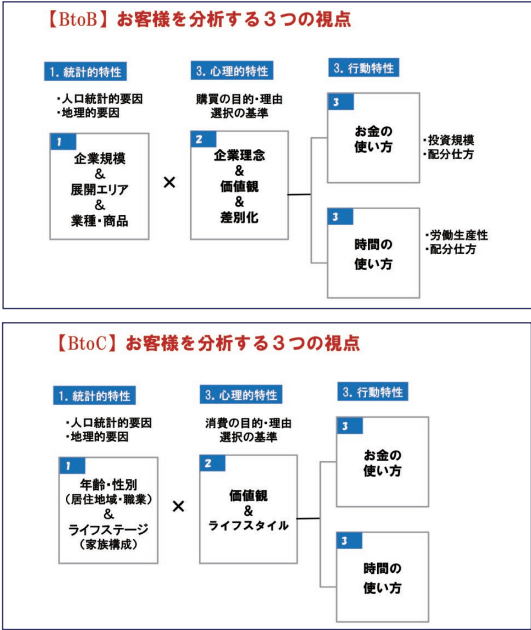 【BtoB】お客様を分析する３つの視点
1. 統計的特性
・人口統計的要因
・地理的要因
1
企業規模
&
展開エリア
&
業種・商品
×
3. 心理的特性
購買の目的・理由
選択の基準
2
企業理念
&
価値観
&
差別化
3. 行動特性
3
お金の
使い方
・投資規模
・配分仕方
3
時間の
使い方
・労働生産性
・配分仕方
【BtoC】お客様を分析する３つの視点
1. 統計的特性
・人口統計的要因
・地理的要因
1
年齢・性別
（居住地域・職業）
&
ライフステージ
（家族構成）
×
3. 心理的特性
消費の目的・理由
選択の基準
2
価値観
&
ライフスタイル
3. 行動特性
3
お金の
使い方
3
時間の
使い方